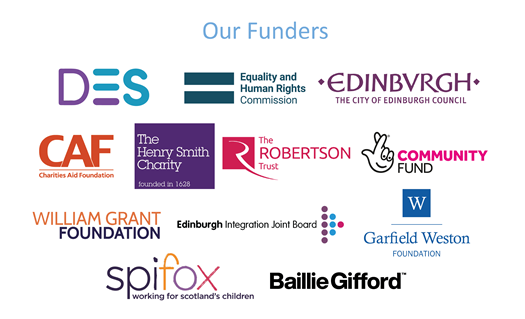 Our Funders
DES
Equality and
Human Rights
Commission
EDINBVRGH
THE CITY OF EDINBURGH COUNCIL
CAF
Charities Aid Foundation
The
Henry Smith
Charity
founded in 1628
The
ROBERTSON
Trust
COMMUNITY
FUND
WILLIAM GRANT
FOUNDATION
Edinburgh Integration Joint Board
W
Garfield Weston
FOUNDATION
spifox
working for scotland's children
Baillie Gifford™